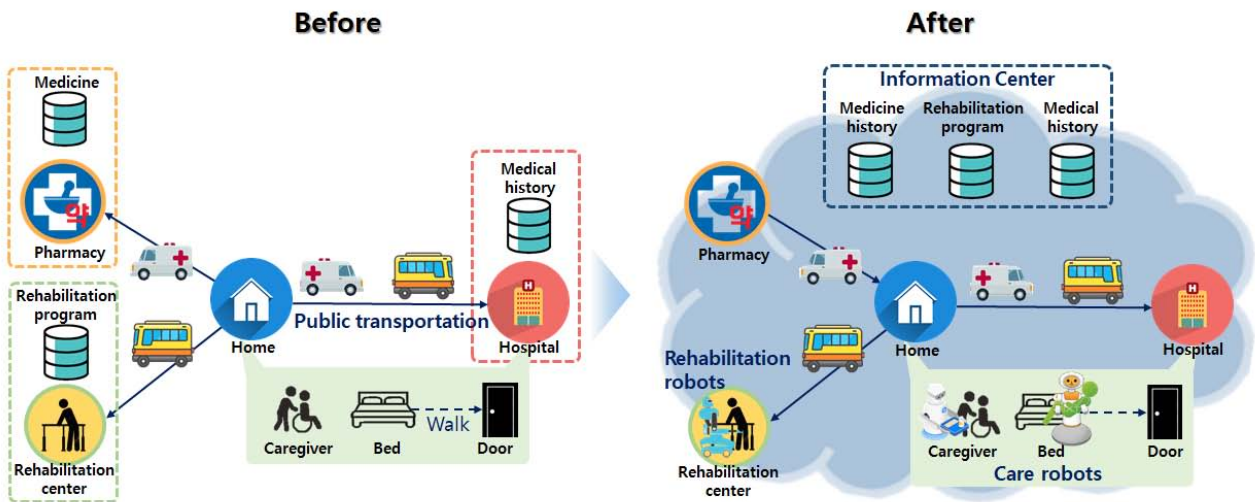 Before
Medicine
약
Pharmacy
Rehabilitation
program
Rehabilitation
center
Home
Public transportation
Medical
history
H
Hospital
Caregiver
Bed
Walk
Door
After
Information Center
Medicine
history
Rehabilitation
program
Medical
history
약
Pharmacy
Home
H
Hospital
Rehabilitation
robots
Rehabilitation
center
Caregiver
Bed
Door
Care robots